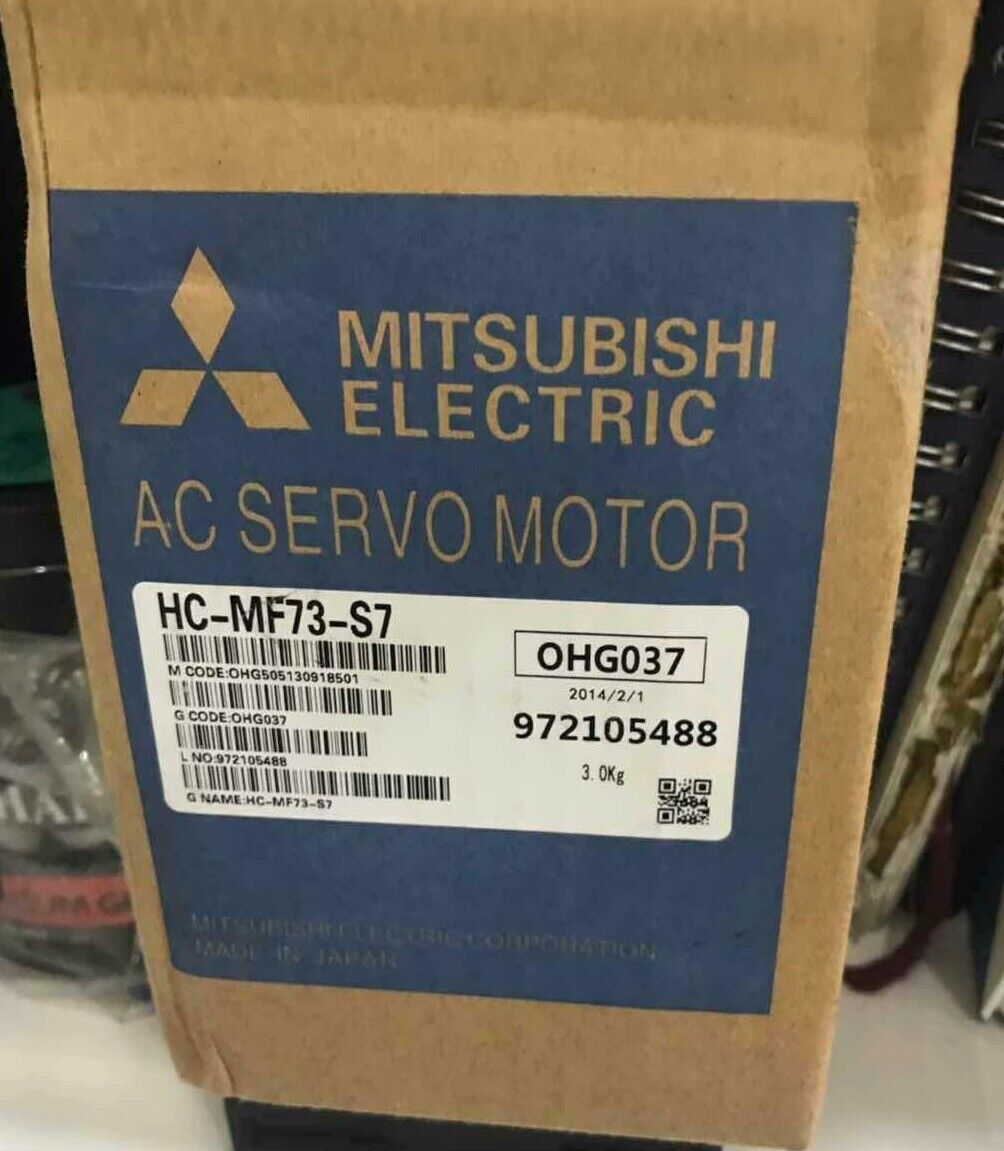 MITSUBISHI
ELECTRIC
AC SERVO MOTOR
HC-MF73-S7
M CODE:OHG505130918501
G CODE:OHG037
L NO:972105488
G NAME:HC-MF73-S7
OHG037
2014/2/1
972105488
3.0Kg
MITSUBISHI ELECTRIC CORPORATION
MADE IN JAPAN